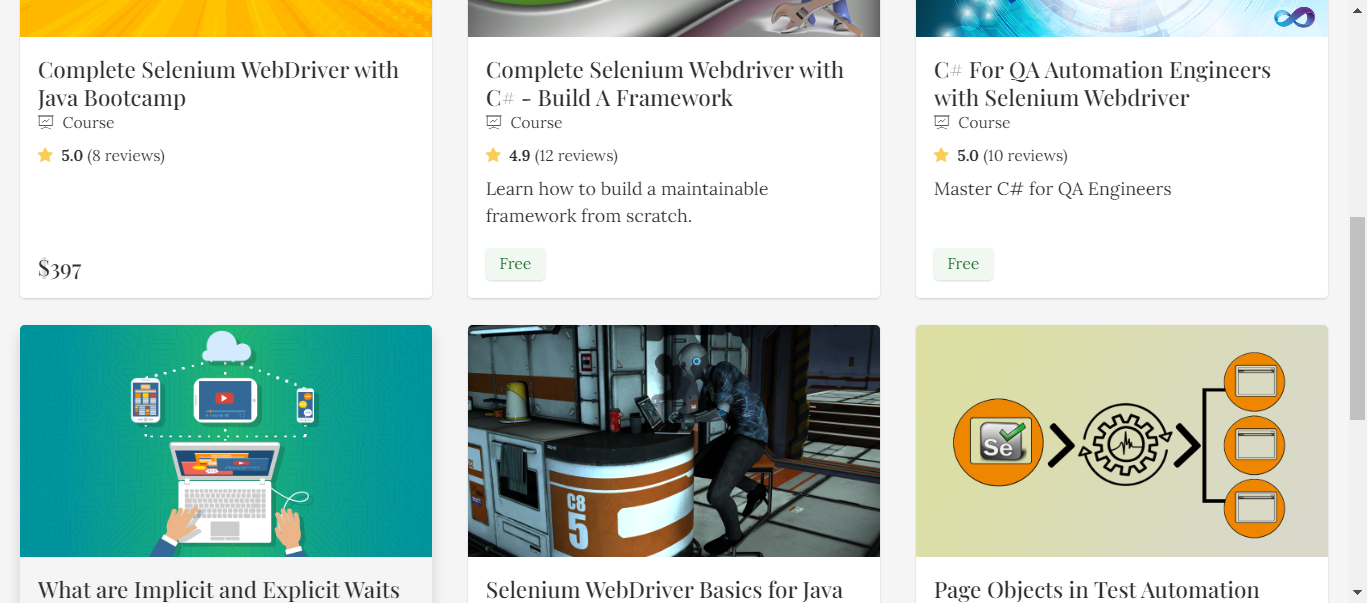 Complete Selenium WebDriver with
Java Bootcamp
Course
5.0 (8 reviews)
$397
Complete Selenium Webdriver with
C# - Build A Framework
Course
4.9 (12 reviews)
Learn how to build a maintainable
framework from scratch.
Free
C# For QA Automation Engineers
with Selenium Webdriver
Course
5.0 (10 reviews)
Master C# for QA Engineers
Free
What are Implicit and Explicit Waits
C8
5
Selenium WebDriver Basics for Java
Se
Page Objects in Test Automation